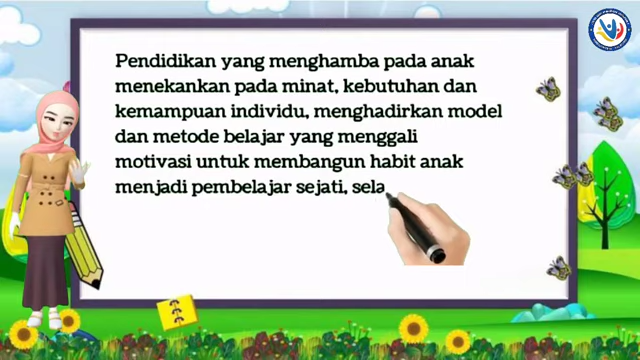 Pendidikan yang menghamba pada anak
menekankan pada minat, kebutuhan dan
kemampuan individu, menghadirkan model
dan metode belajar yang menggali
motivasi untuk membangun habit anak
menjadi pembelajar sejati, sela